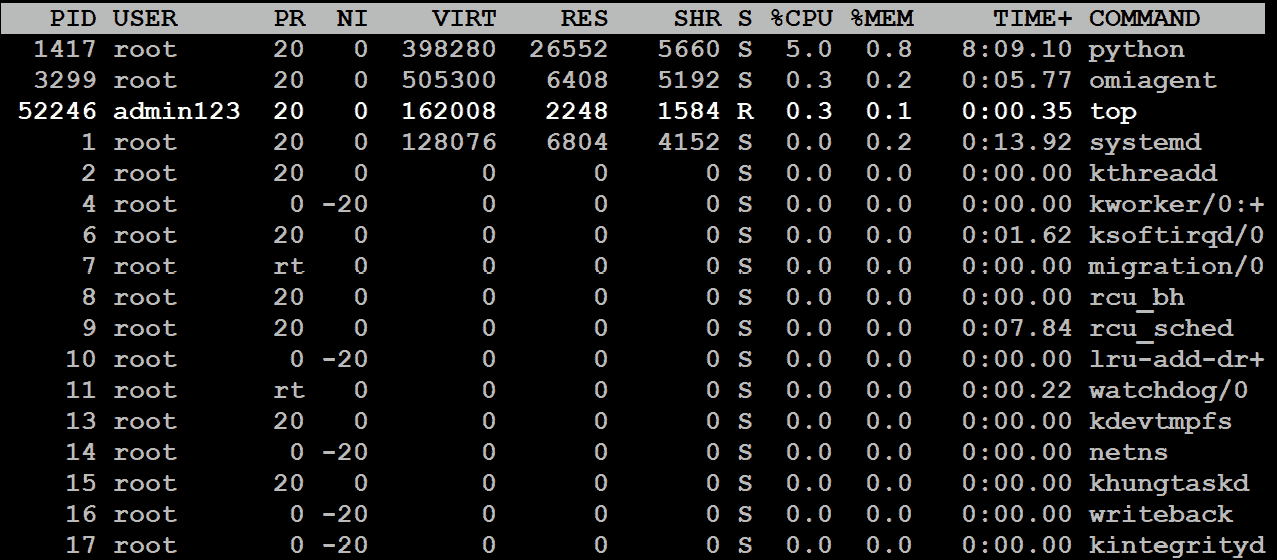 PID USER PR NI VIRT RES SHR S %CPU %MEM TIME+ COMMAND
1417 root 20 0 398280 26552 5660 S 5.0 0.8 8:09.10 python
3299 root 20 0 505300 6408 5192 S 0.3 0.2 0:05.77 omiagent
52246 admin123 20 0 162008 2248 1584 R 0.3 0.1 0:00.35 top
1 root 20 0 128076 6804 4152 S 0.0 0.2 0:13.92 systemd
2 root 20 0 0 0 0 S 0.0 0.0 0:00.00 kthreadd
4 root 0 -20 0 0 0 S 0.0 0.0 0:00.00 kworker/0:+
6 root 20 0 0 0 0 S 0.0 0.0 0:01.62 ksoftirqd/0
7 root rt 0 0 0 0 S 0.0 0.0 0:00.00 migration/0
8 root 20 0 0 0 0 S 0.0 0.0 0:00.00 rcu_bh
9 root 20 0 0 0 0 S 0.0 0.0 0:07.84 rcu_sched
10 root 0 -20 0 0 0 S 0.0 0.0 0:00.00 lru-add-dr+
11 root rt 0 0 0 0 S 0.0 0.0 0:00.22 watchdog/0
13 root 20 0 0 0 0 S 0.0 0.0 0:00.00 kdevtmpfs
14 root 0 -20 0 0 0 S 0.0 0.0 0:00.00 netns
15 root 20 0 0 0 0 S 0.0 0.0 0:00.00 khungtaskd
16 root 0 -20 0 0 0 S 0.0 0.0 0:00.00 writeback
17 root 0 -20 0 0 0 S 0.0 0.0 0:00.00 kintegrityd